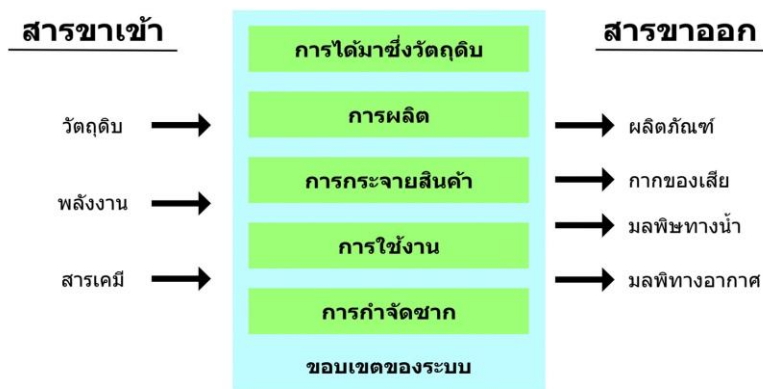 สารขาเข้า
วัตถุดิบ
พลังงาน
สารเคมี
การได้มาซึ่งวัตถุดิบ
การผลิต
การกระจายสินค้า
การใช้งาน
การกำจัดซาก
ขอบเขตของระบบ
สารขาออก
ผลิตภัณฑ์
กากของเสีย
มลพิษทางน้ำ
มลพิทางอากาศ